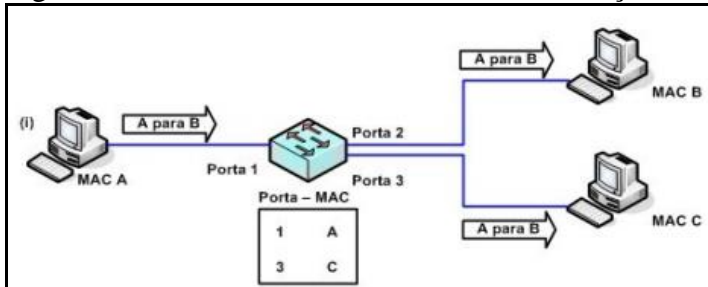 A para B
MAC B
(i)
A para B
Porta 2
Porta 1
MAC A
Porta 3
Porta – MAC
MAC C
1 A
A para B
3 C